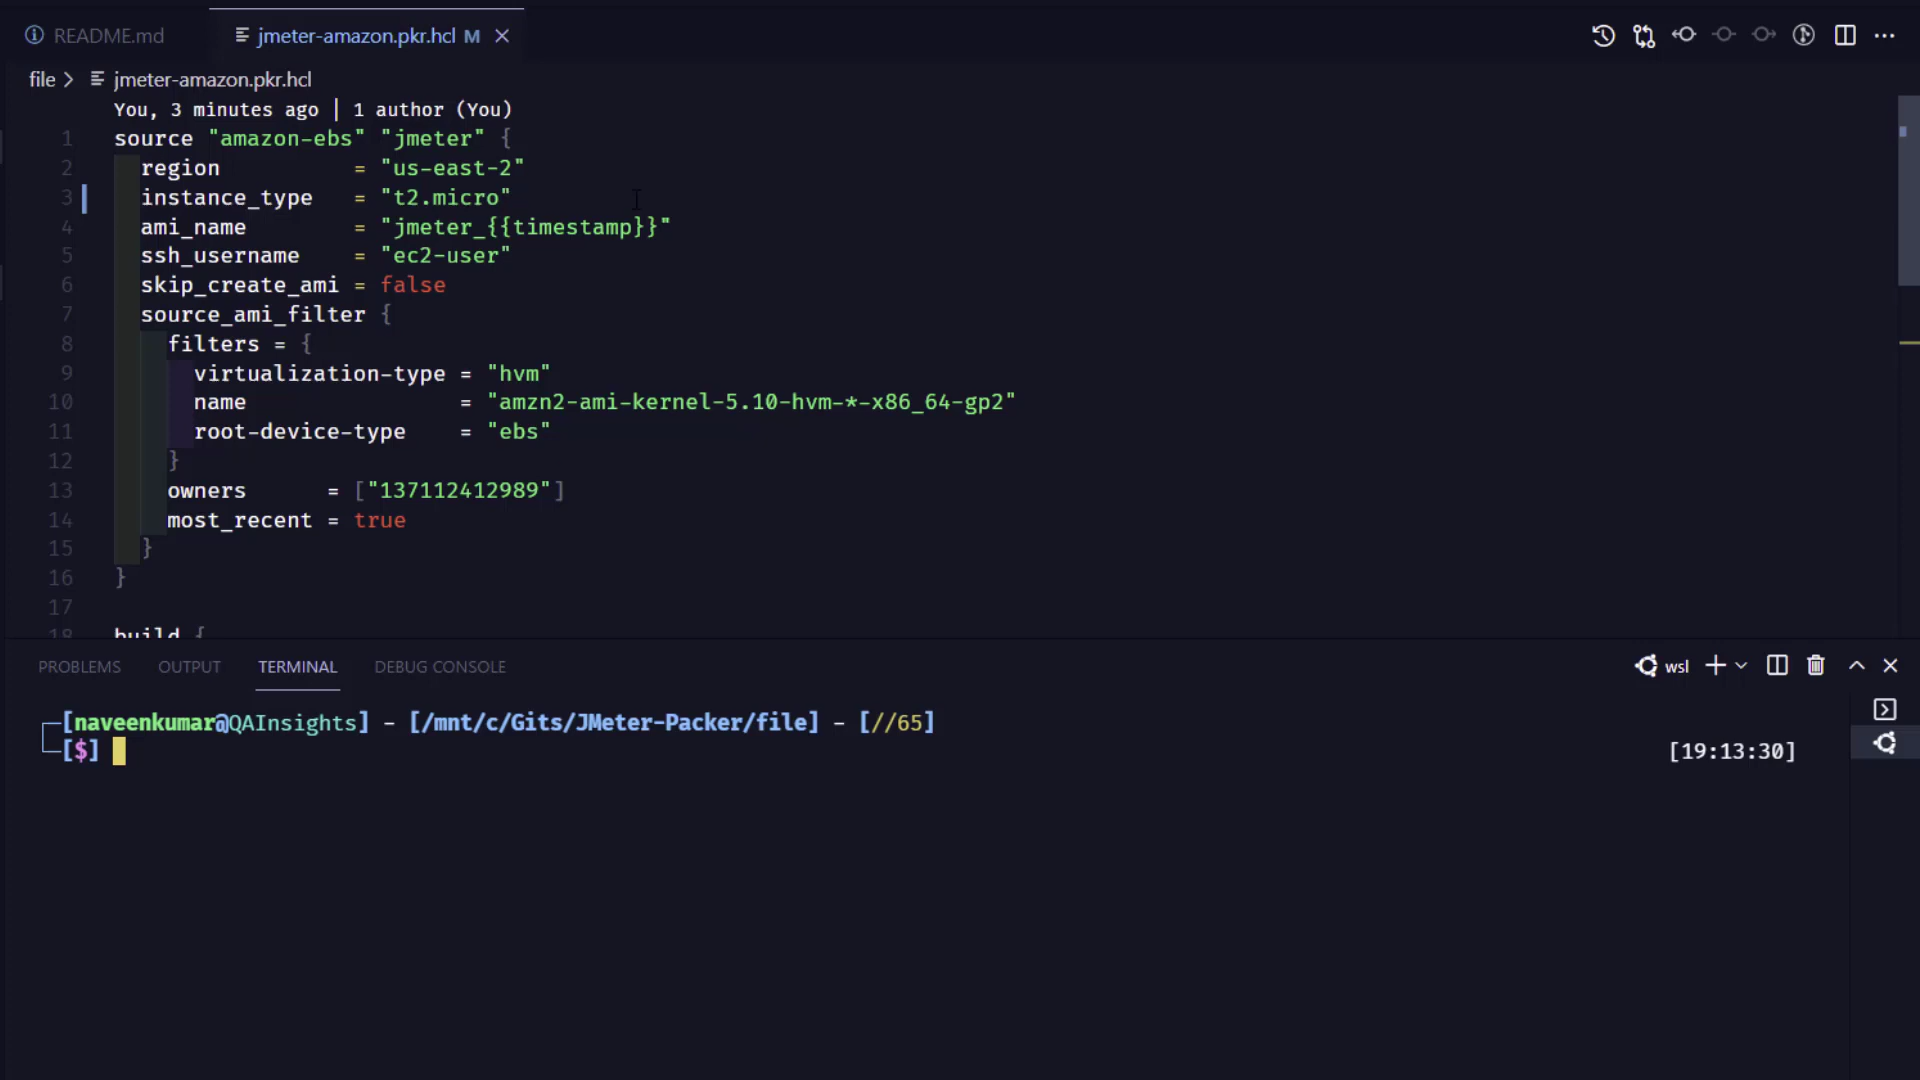 README.md
jmeter-amazon.pkr.hcl M
file > jmeter-amazon.pkr.hcl
You, 3 minutes ago | 1 author (You)
1 source "amazon-ebs" "jmeter" {
2 region = "us-east-2"
3 instance_type = "t2.micro"
4 ami_name = "jmeter_{{timestamp}}"
5 ssh_username = "ec2-user"
6 skip_create_ami = false
7 source_ami_filter {
8 filters = {
9 virtualization-type = "hvm"
10 name = "amzn2-ami-kernel-5.10-hvm-*-x86_64-gp2"
11 root-device-type = "ebs"
12 }
13 owners = ["137112412989"]
14 most_recent = true
15 }
16 }
17
18 build {
PROBLEMS OUTPUT TERMINAL DEBUG CONSOLE wsl
[naveenkumar@QAInsights] - [/mnt/c/Gits/JMeter-Packer/file] - [//65]
[$] [19:13:30]